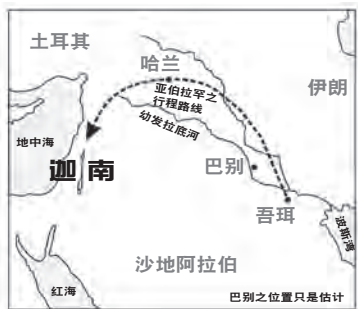 土耳其
哈兰
伊朗
亚伯拉罕之
行程路线
幼发拉底河
地中海
迦南
巴别
吾珥
波斯湾
沙地阿拉伯
红海
巴别之位置只是估计